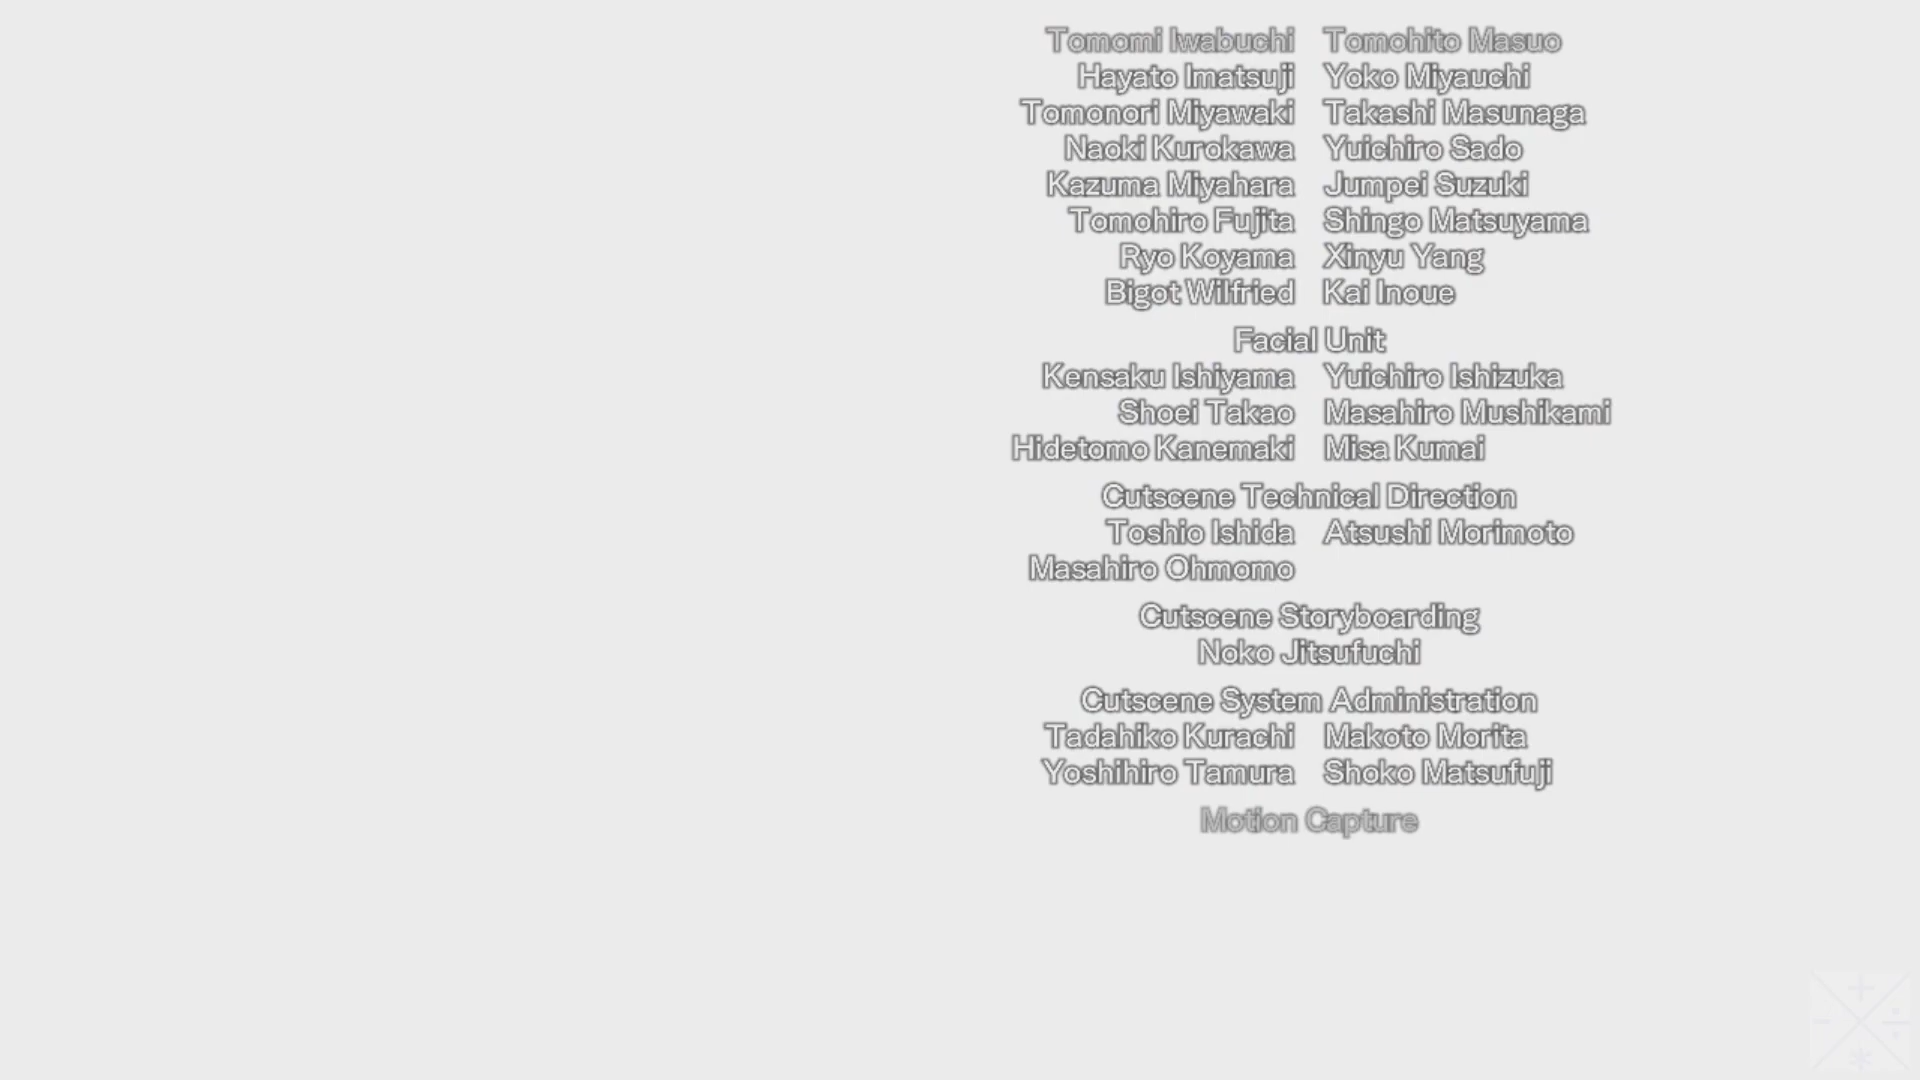 Tomomi Iwabuchi Tomohito Masuo
Hayato Imatsuji Yoko Miyauchi
Tomonori Miyawaki Takashi Masunaga
Naoki Kurokawa Yuichiro Sado
Kazuma Miyahara Jumpei Suzuki
Tomohiro Fujita Shingo Matsuyama
Ryo Koyama Xinyu Yang
Bigot Wilfried Kai Inoue
Facial Unit
Kensaku Ishiyama Yuichiro Ishizuka
Shoei Takao Masahiro Mushikami
Hidetomo Kanemaki Misa Kumai
Cutscene Technical Direction
Toshio Ishida Atsushi Morimoto
Masahiro Ohmomo
Cutscene Storyboarding
Noko Jitsufuchi
Cutscene System Administration
Tadahiko Kurachi Makoto Morita
Yoshihiro Tamura Shoko Matsufuji
Motion Capture